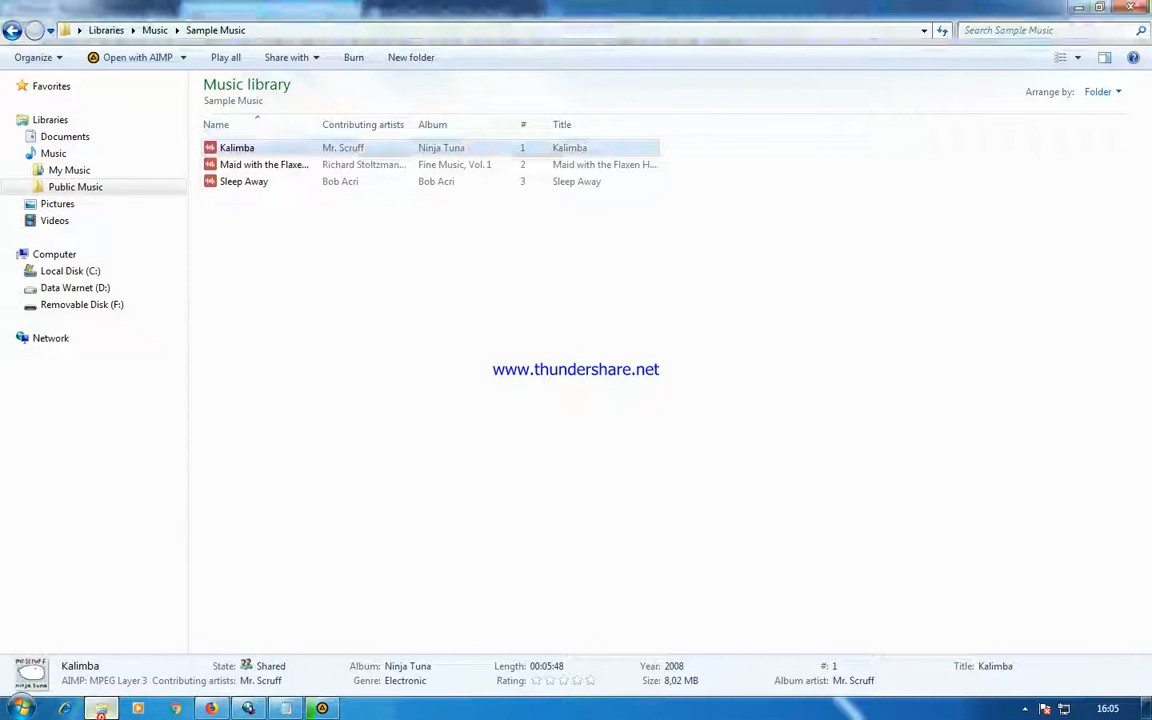 Libraries Music Sample Music
Search Sample Music
Organize Open with AIMP Play all Share with Burn New folder
Favorites
Libraries
Documents
Music
My Music
Public Music
Pictures
Videos
Computer
Local Disk (C:)
Data Warnet (D:)
Removable Disk (F:)
Network
Music library
Sample Music
Arrange by: Folder
Name Contributing artists Album # Title
Kalimba Mr. Scruff Ninja Tuna 1 Kalimba
Maid with the Flaxe... Richard Stoltzman... Fine Music, Vol. 1 2 Maid with the Flaxen H...
Sleep Away Bob Acri Bob Acri 3 Sleep Away
www.thundershare.net
mr.scruff
ninja tuna
Kalimba State: Shared Album: Ninja Tuna Length: 00:05:48 Year: 2008 #: 1 Title: Kalimba
AIMP: MPEG Layer 3 Contributing artists: Mr. Scruff Genre: Electronic Rating: Size: 8,02 MB Album artist: Mr. Scruff
16:05